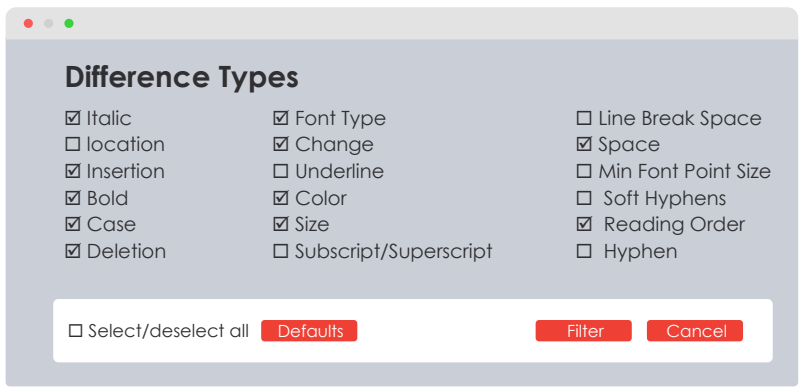 Difference Types
Italic
location
Insertion
Bold
Case
Deletion
Font Type
Change
Underline
Color
Size
Subscript/Superscript
Line Break Space
Space
Min Font Point Size
Soft Hyphens
Reading Order
Hyphen
Select/deselect all
Defaults
Filter
Cancel